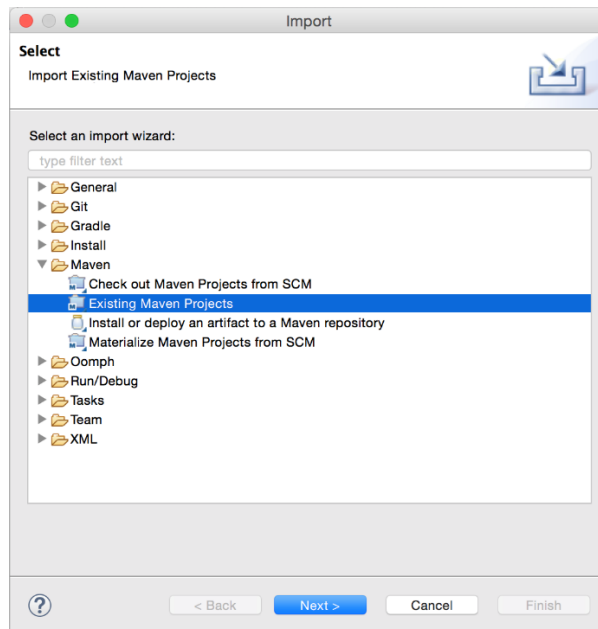 Import
Select
Import Existing Maven Projects
Select an import wizard:
type filter text
General
Git
Gradle
Install
Maven
Check out Maven Projects from SCM
Existing Maven Projects
Install or deploy an artifact to a Maven repository
Materialize Maven Projects from SCM
Oomph
Run/Debug
Tasks
Team
XML
?
< Back
Next >
Cancel
Finish